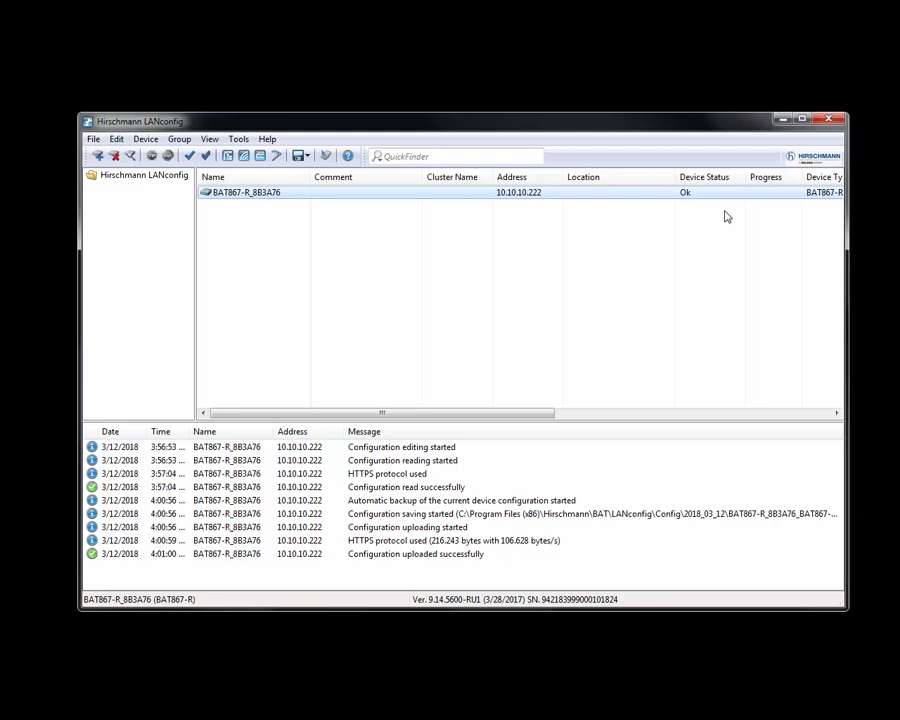 Hirschmann LANconfig
File Edit Device Group View Tools Help
QuickFinder
HIRSCHMANN
Hirschmann LANconfig
Name Comment Cluster Name Address Location Device Status Progress Device Ty
BAT867-R_8B3A76 10.10.10.222 Ok BAT867-R
Date Time Name Address Message
3/12/2018 3:56:53 ... BAT867-R_8B3A76 10.10.10.222 Configuration editing started
3/12/2018 3:56:53 ... BAT867-R_8B3A76 10.10.10.222 Configuration reading started
3/12/2018 3:57:04 ... BAT867-R_8B3A76 10.10.10.222 HTTPS protocol used
3/12/2018 3:57:04 ... BAT867-R_8B3A76 10.10.10.222 Configuration read successfully
3/12/2018 4:00:56 ... BAT867-R_8B3A76 10.10.10.222 Automatic backup of the current device configuration started
3/12/2018 4:00:56 ... BAT867-R_8B3A76 10.10.10.222 Configuration saving started (C:\Program Files (x86)\Hirschmann\BAT\LANconfig\Config\2018_03_12\BAT867-R_8B3A76_BAT867-...
3/12/2018 4:00:56 ... BAT867-R_8B3A76 10.10.10.222 Configuration uploading started
3/12/2018 4:00:59 ... BAT867-R_8B3A76 10.10.10.222 HTTPS protocol used (216.243 bytes with 106.628 bytes/s)
3/12/2018 4:01:00 ... BAT867-R_8B3A76 10.10.10.222 Configuration uploaded successfully
BAT867-R_8B3A76 (BAT867-R) Ver. 9.14.5600-RU1 (3/28/2017) SN. 942183999000101824